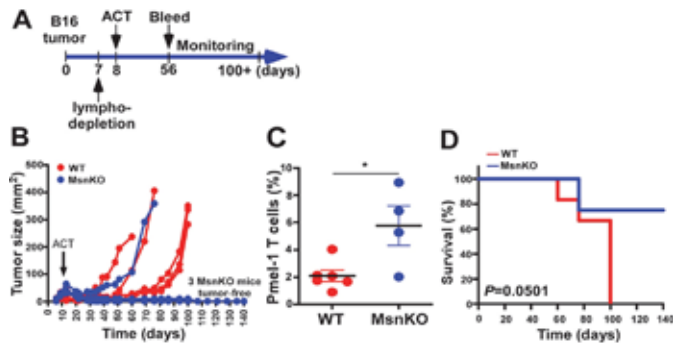 A
B16
tumor
ACT
Bleed
Monitoring
0
7
8
56
100+ (days)
lympho-
depletion
B
WT
MsnKO
Tumor size (mm²)
500
400
300
200
100
0
ACT
3 MsnKO mice
tumor-free
0 10 20 30 40 50 60 70 80 90 100 110 120 130 140
Time (days)
C
Pmel-1 T cells (%)
10
8
6
4
2
0
*
WT
MsnKO
D
WT
MsnKO
Survival (%)
100
80
60
40
20
0
P=0.0501
0 20 40 60 80 100 120 140
Time (days)